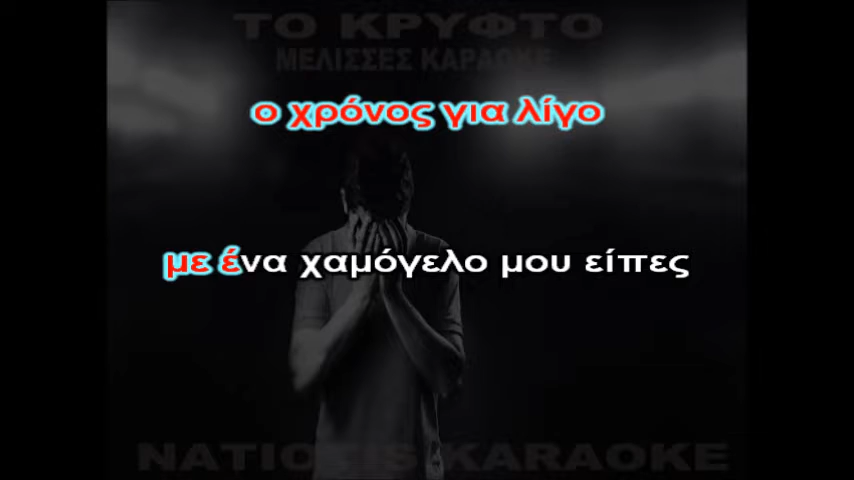 ΤΟ ΚΡΥΦΤΟ
ΜΕΛΙΣΣΕΣ ΚΑΡΑΟΚΕ
ο χρόνος για λίγο
με ένα χαμόγελο μου είπες
KARAOKE